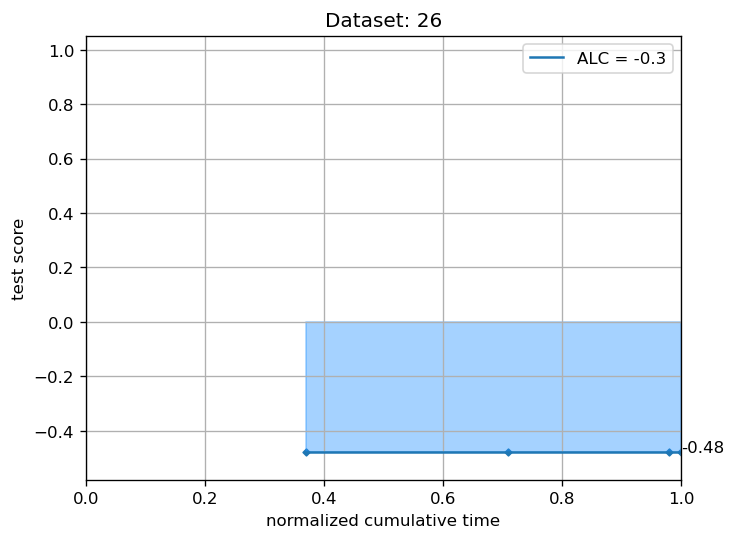 Dataset: 26
ALC = -0.3
1.0
0.8
0.6
0.4
0.2
0.0
−0.2
−0.4
test score
-0.48
0.0 0.2 0.4 0.6 0.8 1.0
normalized cumulative time